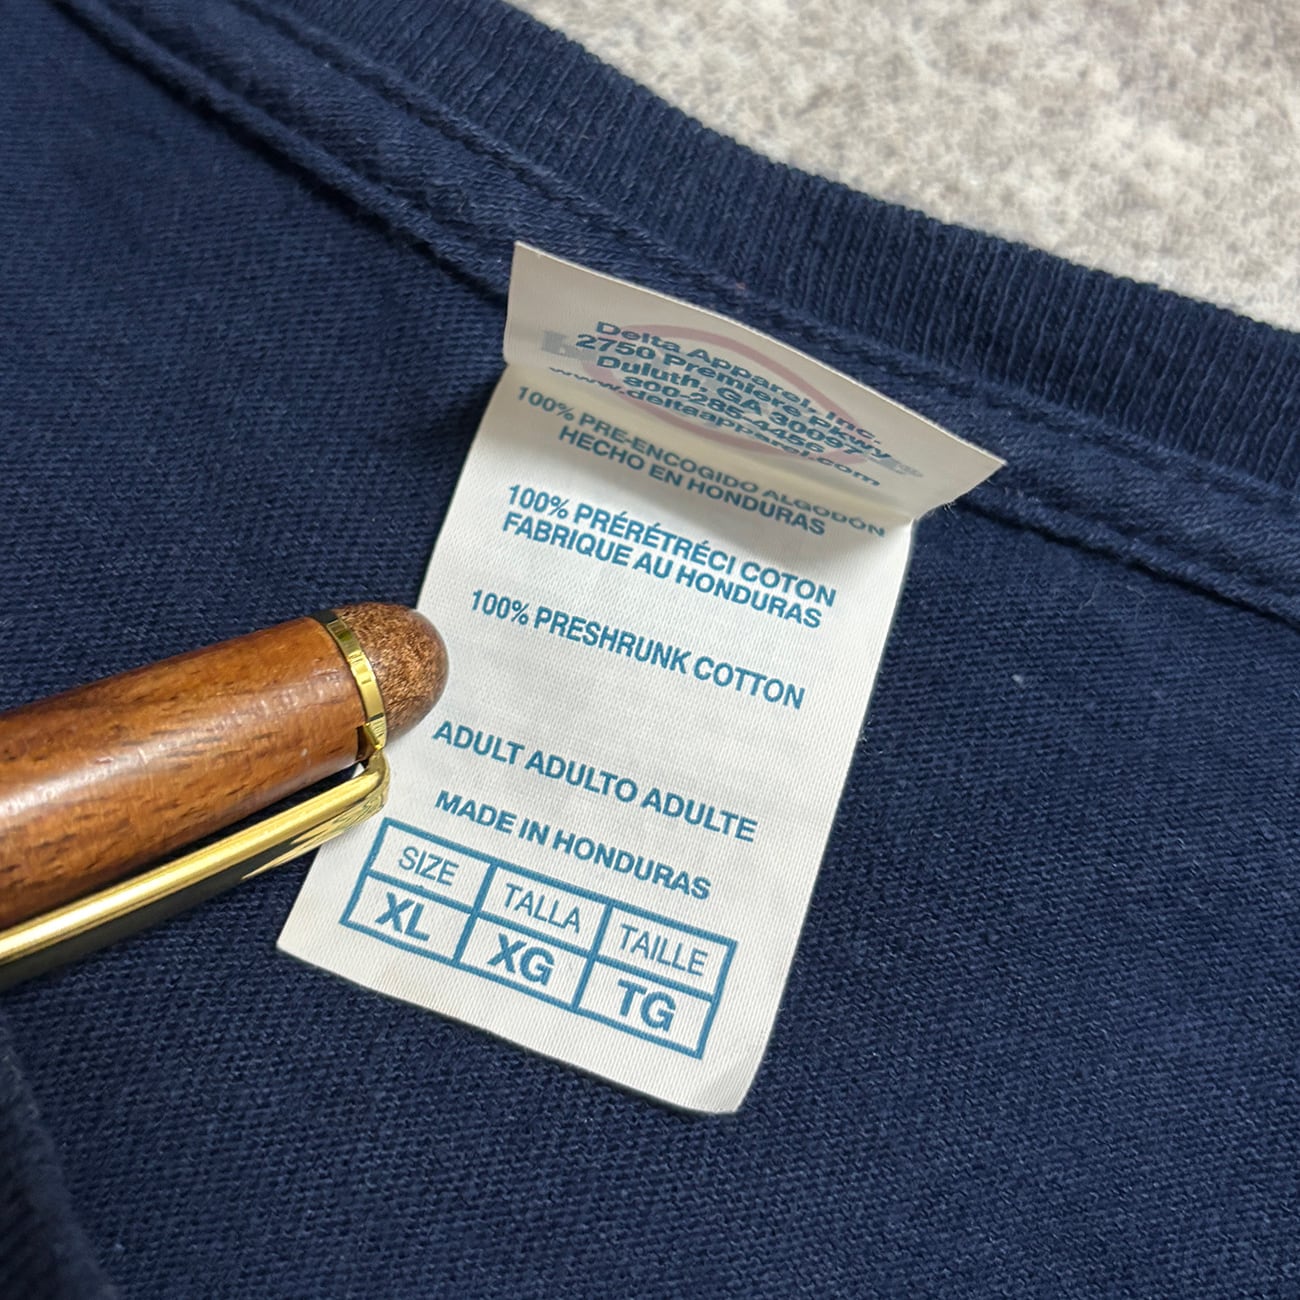 Delta Apparel, Inc.
2750 Premiere Pkwy
Duluth, GA 30097
800-285-4456
www.deltaapparel.com
100% PRE-ENCOGIDO ALGODÓN
HECHO EN HONDURAS
100% PRÉRÉTRÉCI COTON
FABRIQUE AU HONDURAS
100% PRESHRUNK COTTON
ADULT ADULTO ADULTE
MADE IN HONDURAS
SIZE TALLA TAILLE
XL XG TG